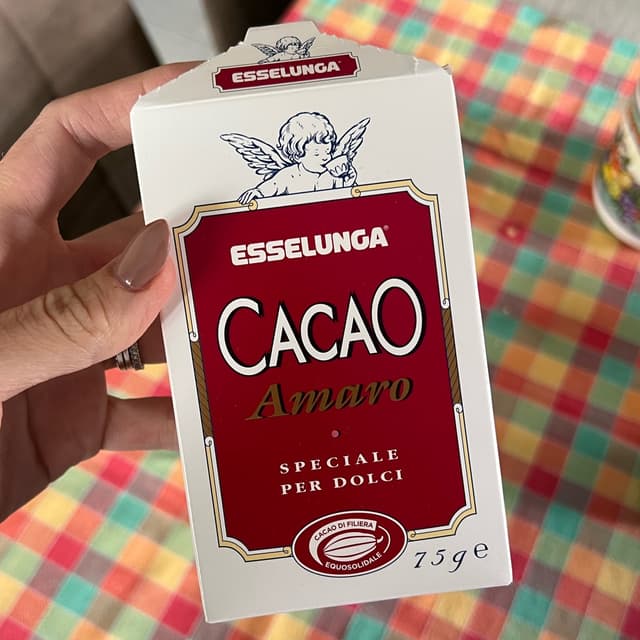 ESSELUNGA
ESSELUNGA
CACAO
Amaro
SPECIALE
PER DOLCI
CACAO DI FILIERA
EQUOSOLIDALE
75g e